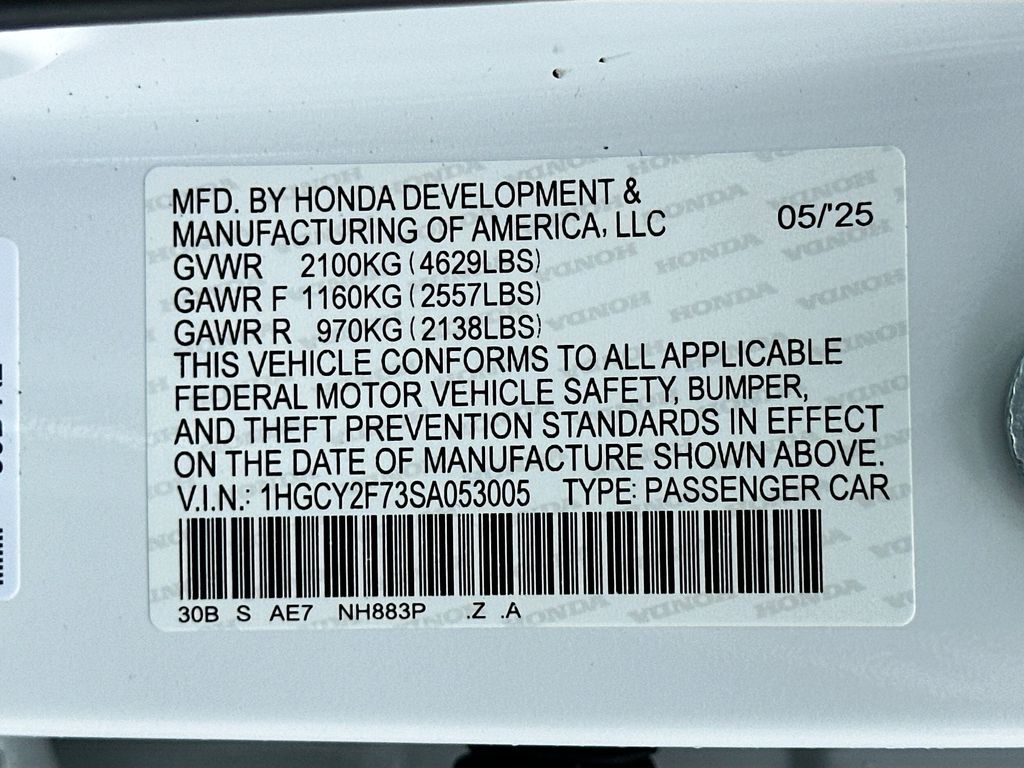 MFD. BY HONDA DEVELOPMENT &
MANUFACTURING OF AMERICA, LLC 05/'25
GVWR 2100KG (4629LBS)
GAWR F 1160KG (2557LBS)
GAWR R 970KG (2138LBS)
THIS VEHICLE CONFORMS TO ALL APPLICABLE
FEDERAL MOTOR VEHICLE SAFETY, BUMPER,
AND THEFT PREVENTION STANDARDS IN EFFECT
ON THE DATE OF MANUFACTURE SHOWN ABOVE.
V.I.N.: 1HGCY2F73SA053005 TYPE: PASSENGER CAR
30B S AE7 NH883P .Z .A